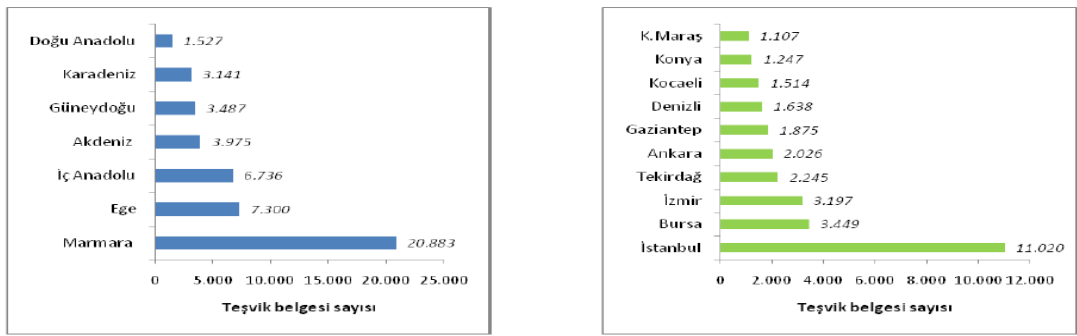 Doğu Anadolu 1.527
Karadeniz 3.141
Güneydoğu 3.487
Akdeniz 3.975
İç Anadolu 6.736
Ege 7.300
Marmara 20.883
0 5.000 10.000 15.000 20.000 25.000
Teşvik belgesi sayısı
K.Maraş 1.107
Konya 1.247
Kocaeli 1.514
Denizli 1.638
Gaziantep 1.875
Ankara 2.026
Tekirdağ 2.245
İzmir 3.197
Bursa 3.449
İstanbul 11.020
0 2.000 4.000 6.000 8.000 10.000 12.000
Teşvik belgesi sayısı